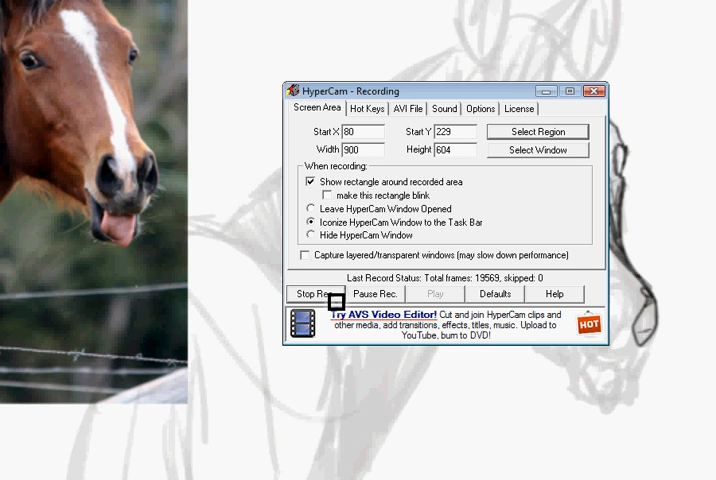 HyperCam - Recording
Screen Area Hot Keys AVI File Sound Options License
Start X 80 Start Y 229 Select Region
Width 900 Height 604 Select Window
When recording:
Show rectangle around recorded area
make this rectangle blink
Leave HyperCam Window Opened
Iconize HyperCam Window to the Task Bar
Hide HyperCam Window
Capture layered/transparent windows (may slow down performance)
Last Record Status: Total frames: 19569, skipped: 0
Stop Rec. Pause Rec. Play Defaults Help
Try AVS Video Editor! Cut and join HyperCam clips and
other media, add transitions, effects, titles, music. Upload to
YouTube, burn to DVD!
HOT